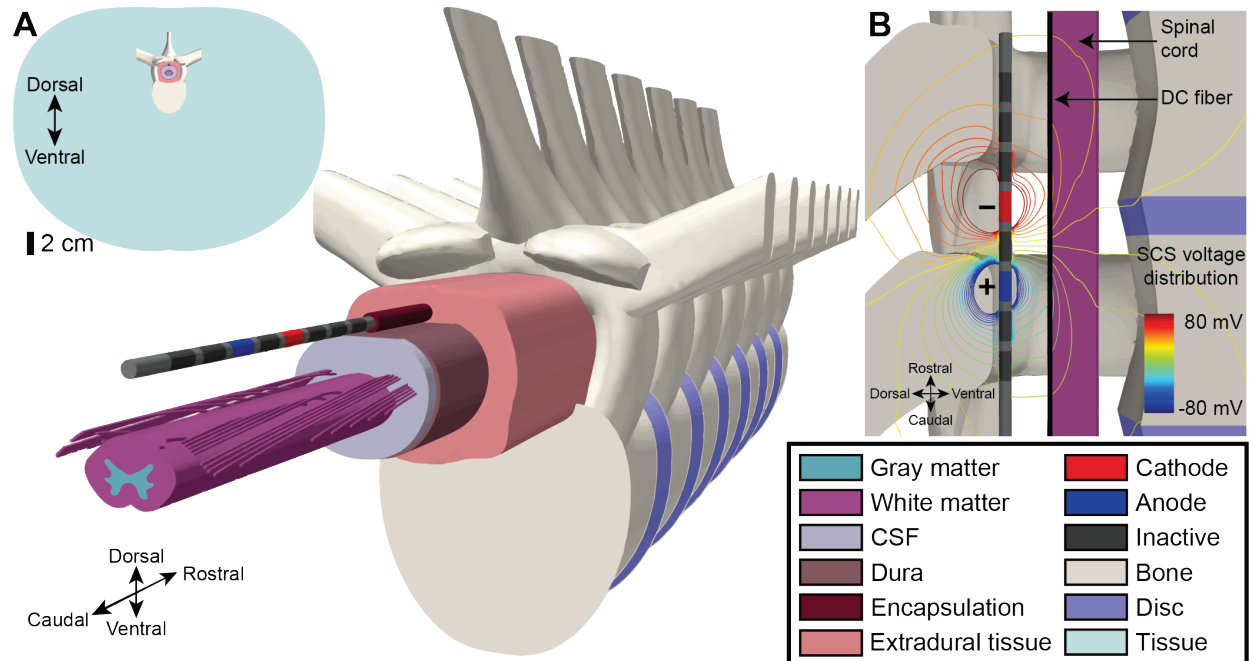 A
Dorsal
Ventral
2 cm
Dorsal
Rostral
Caudal
Ventral
B
Spinal
cord
DC fiber
−
+
SCS voltage
distribution
80 mV
-80 mV
Rostral
Dorsal
Ventral
Caudal
Gray matter
White matter
CSF
Dura
Encapsulation
Extradural tissue
Cathode
Anode
Inactive
Bone
Disc
Tissue